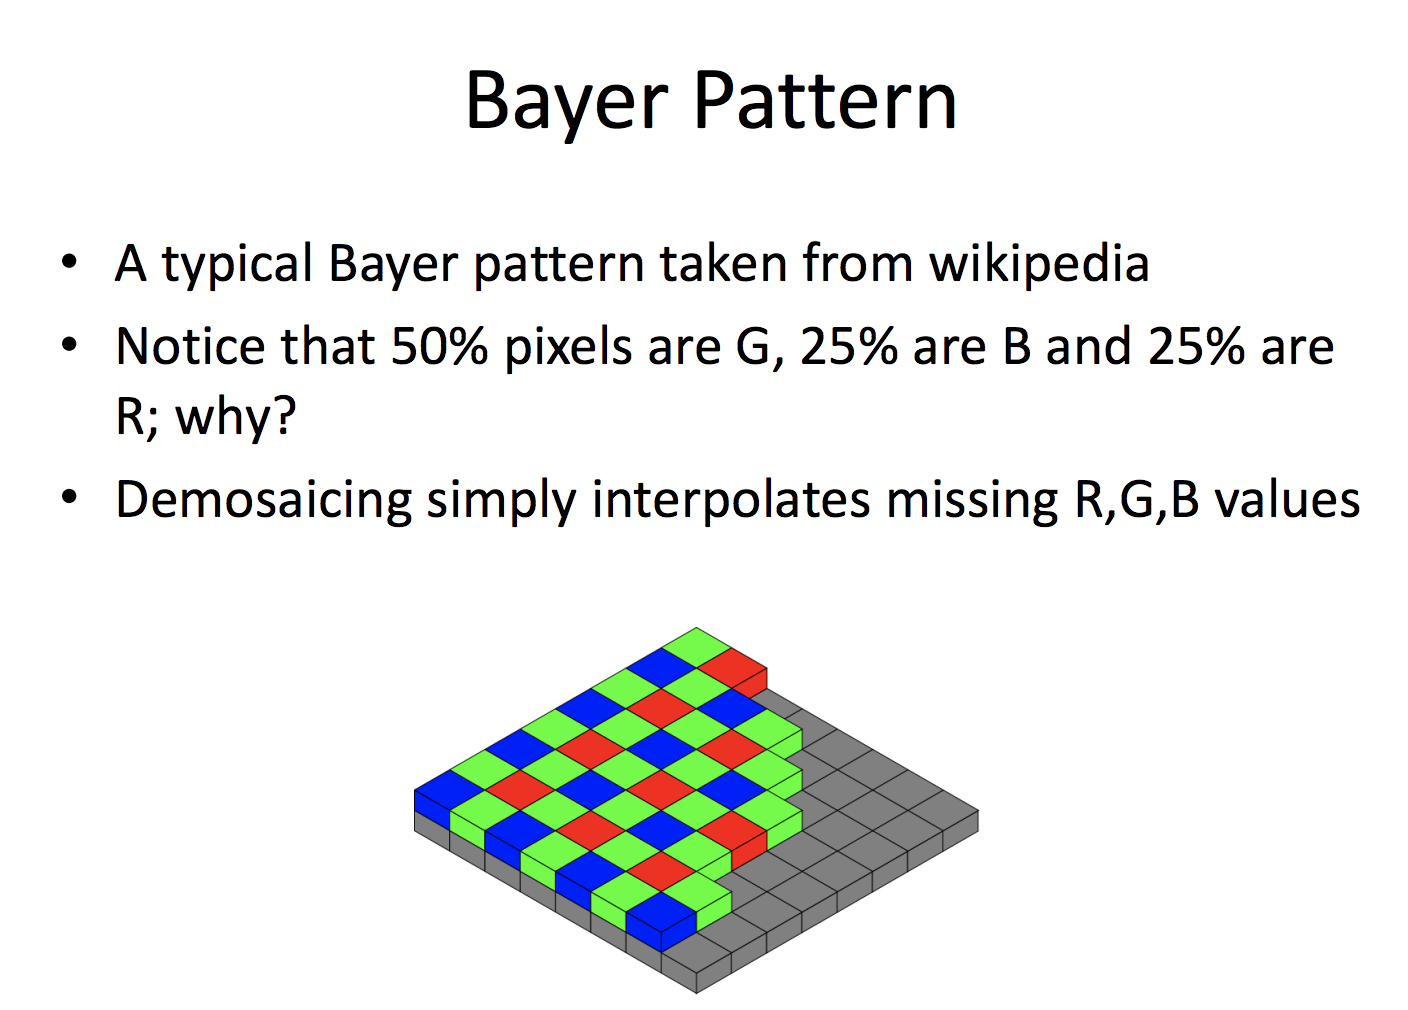 Bayer Pattern
• A typical Bayer pattern taken from wikipedia
• Notice that 50% pixels are G, 25% are B and 25% are
R; why?
• Demosaicing simply interpolates missing R,G,B values